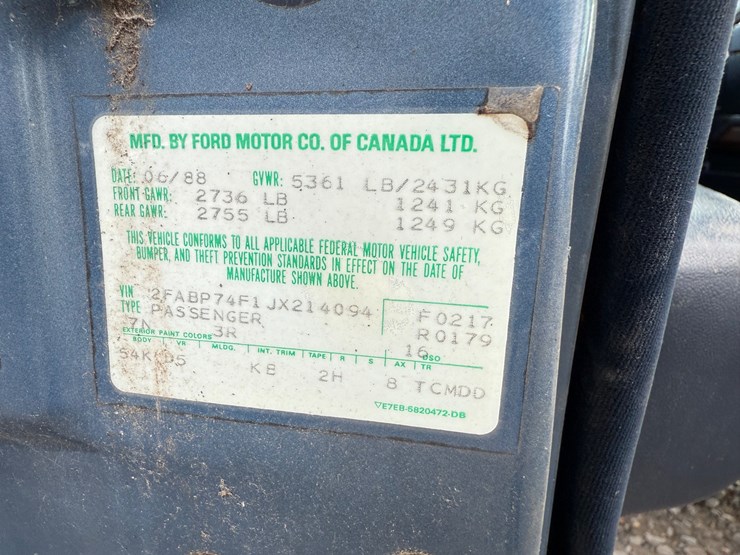 MFD. BY FORD MOTOR CO. OF CANADA LTD.
DATE: 06/88 GVWR: 5361 LB/2431KG
FRONT GAWR: 2736 LB 1241 KG
REAR GAWR: 2755 LB 1249 KG
THIS VEHICLE CONFORMS TO ALL APPLICABLE FEDERAL MOTOR VEHICLE SAFETY,
BUMPER, AND THEFT PREVENTION STANDARDS IN EFFECT ON THE DATE OF
MANUFACTURE SHOWN ABOVE.
VIN 2FABP74F1JX214094 F0217
TYPE PASSENGER R0179
7A 3R 16
EXTERIOR PAINT COLORS DSO
BODY VR MLDG. INT. TRIM TAPE R S AX TR
54K D5 K8 2H 8 TCMDD
E7EB-5820472-DB